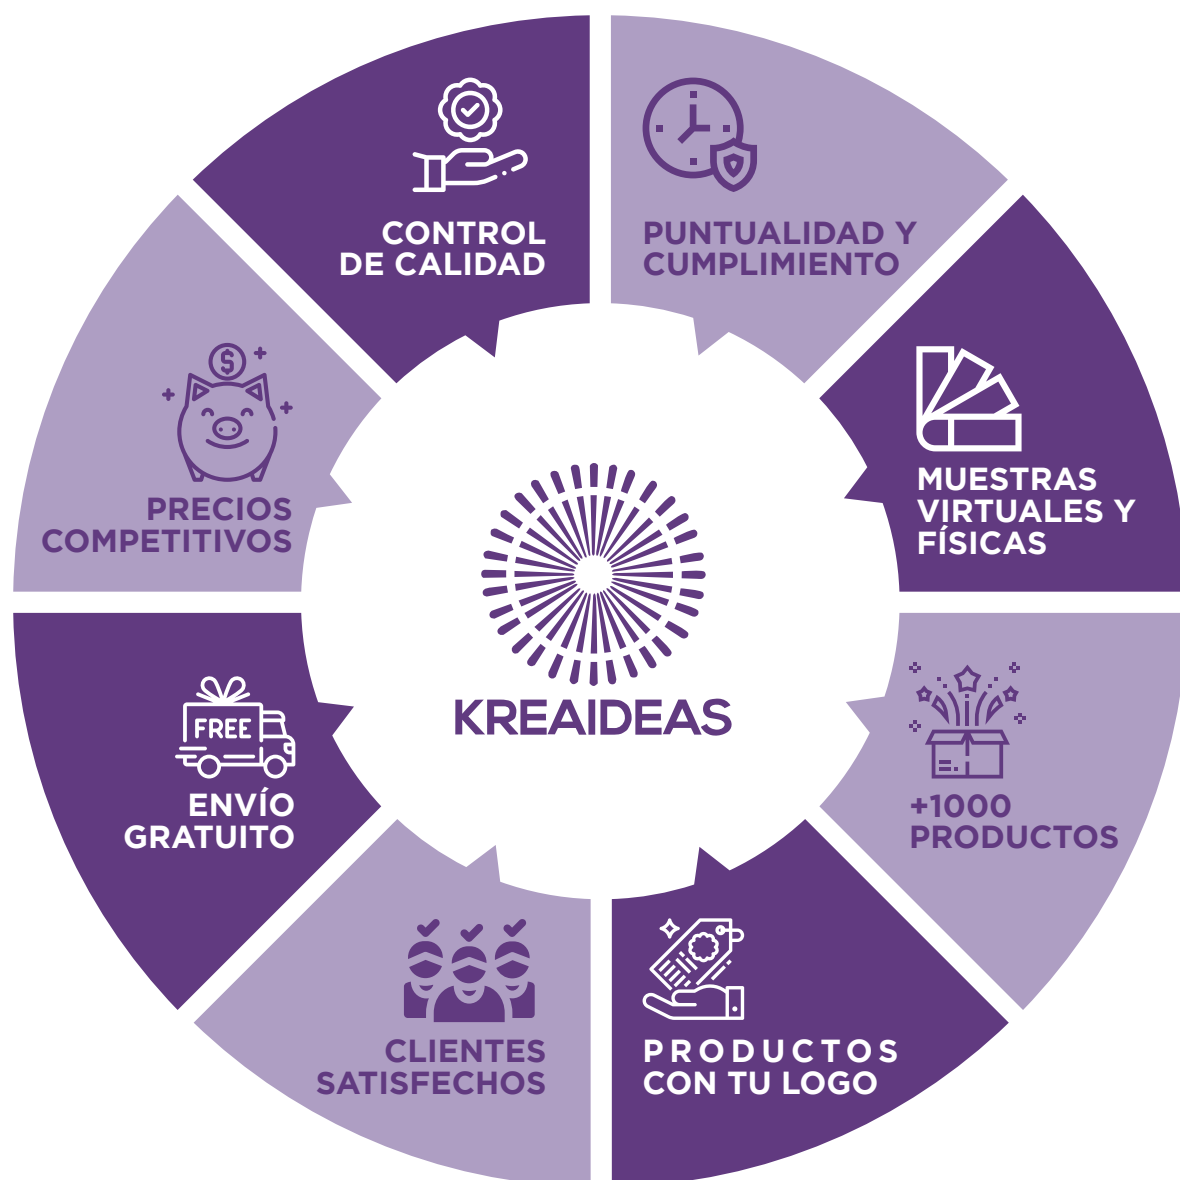 CONTROL
DE CALIDAD
PUNTUALIDAD Y
CUMPLIMIENTO
MUESTRAS
VIRTUALES Y
FÍSICAS
+1000
PRODUCTOS
PRODUCTOS
CON TU LOGO
CLIENTES
SATISFECHOS
FREE
ENVÍO
GRATUITO
$
PRECIOS
COMPETITIVOS
KREAIDEAS